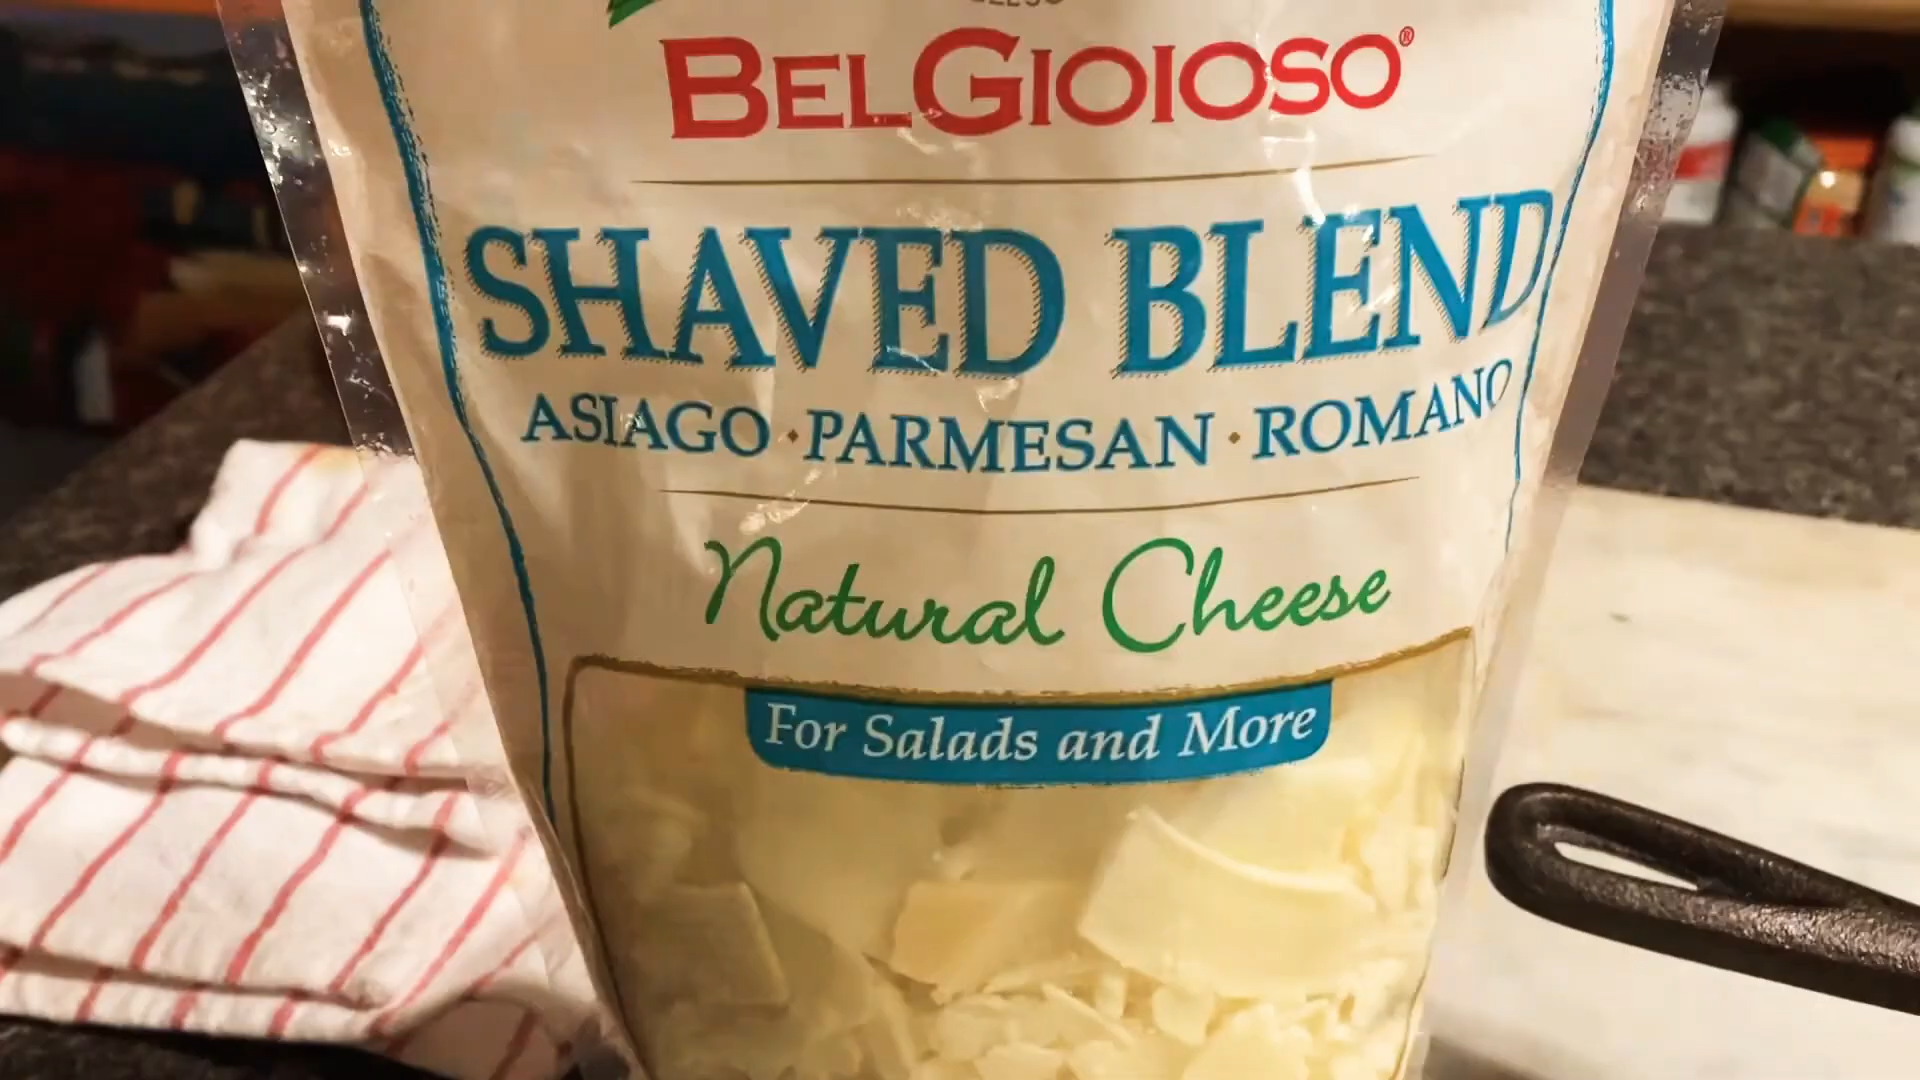 BELGIOIOSO®
SHAVED BLEND
ASIAGO · PARMESAN · ROMANO
Natural Cheese
For Salads and More